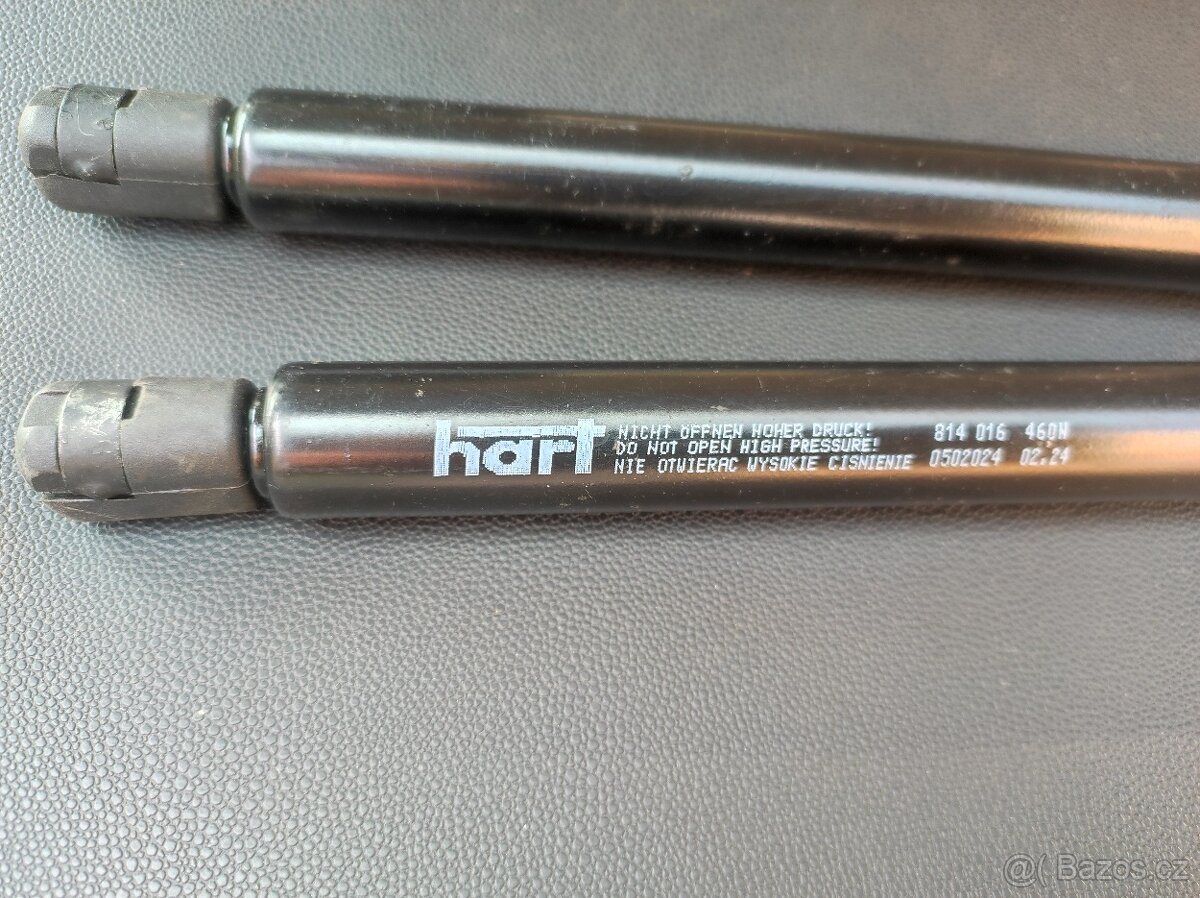 hart
NICHT ÖFFNEN HOHER DRUCK! 814 016 460N
DO NOT OPEN HIGH PRESSURE!
NIE OTWIERAC WYSOKIE CISNIENIE 0502024 02.24
@( Bazos.cz